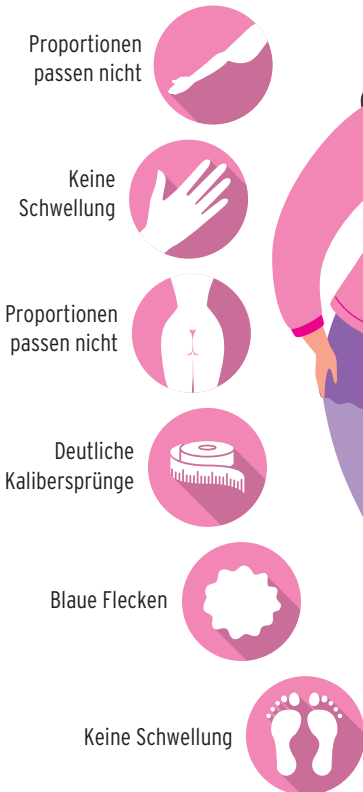 Proportionen
passen nicht
Keine
Schwellung
Proportionen
passen nicht
Deutliche
Kalibersprünge
Blaue Flecken
Keine Schwellung